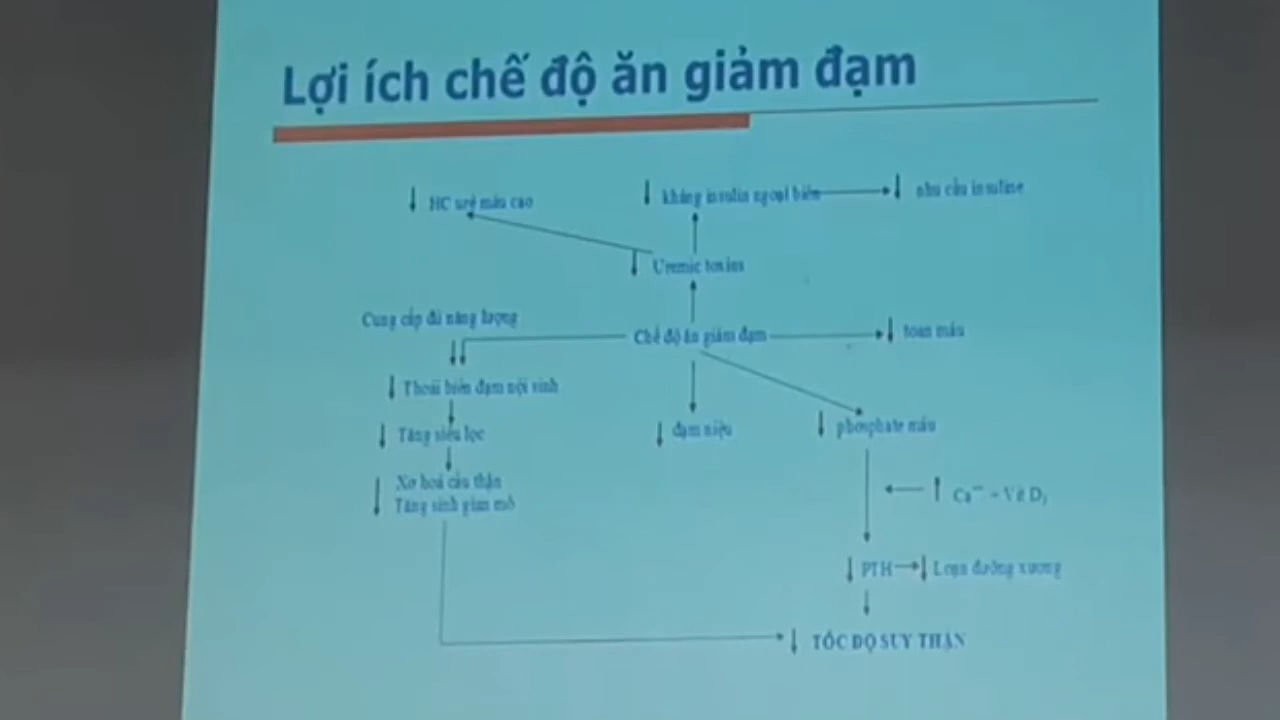 Lợi ích chế độ ăn giảm đạm
↓ HC urê máu cao
↓ kháng insulin ngoại biên → ↓ nhu cầu insuline
↓ Uremic toxins
Cung cấp đủ năng lượng
Chế độ ăn giảm đạm → ↓ toan máu
↓ Thoái biến đạm nội sinh
↓ Tăng siêu lọc
↓ đạm niệu
↓ phosphate máu
↓ Xơ hoá cầu thận
Tăng sinh gian mô
↑ Ca + Vit D
↓ PTH → ↓ Loạn dưỡng xương
↓ TỐC ĐỘ SUY THẬN